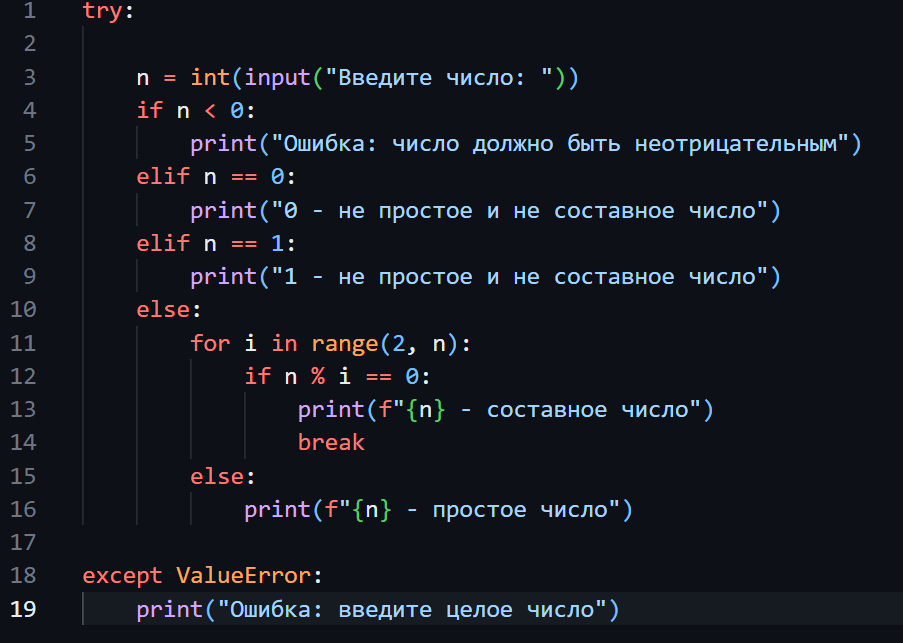 1 try:
2
3     n = int(input("Введите число: "))
4     if n < 0:
5         print("Ошибка: число должно быть неотрицательным")
6     elif n == 0:
7         print("0 - не простое и не составное число")
8     elif n == 1:
9         print("1 - не простое и не составное число")
10     else:
11         for i in range(2, n):
12             if n % i == 0:
13                 print(f"{n} - составное число")
14                 break
15         else:
16             print(f"{n} - простое число")
17
18 except ValueError:
19     print("Ошибка: введите целое число")